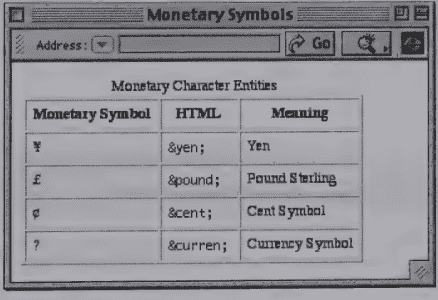 Monetary Symbols
Address: Go
Monetary Character Entities
Monetary Symbol HTML Meaning
¥ &yen; Yen
£ &pound; Pound Sterling
¢ &cent; Cent Symbol
? &curren; Currency Symbol